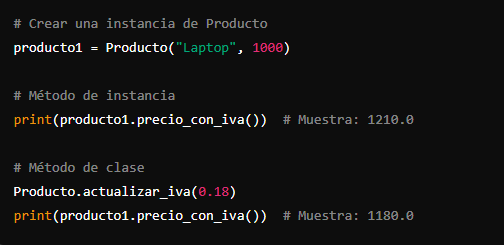 # Crear una instancia de Producto
producto1 = Producto("Laptop", 1000)
# Método de instancia
print(producto1.precio_con_iva())  # Muestra: 1210.0
# Método de clase
Producto.actualizar_iva(0.18)
print(producto1.precio_con_iva())  # Muestra: 1180.0